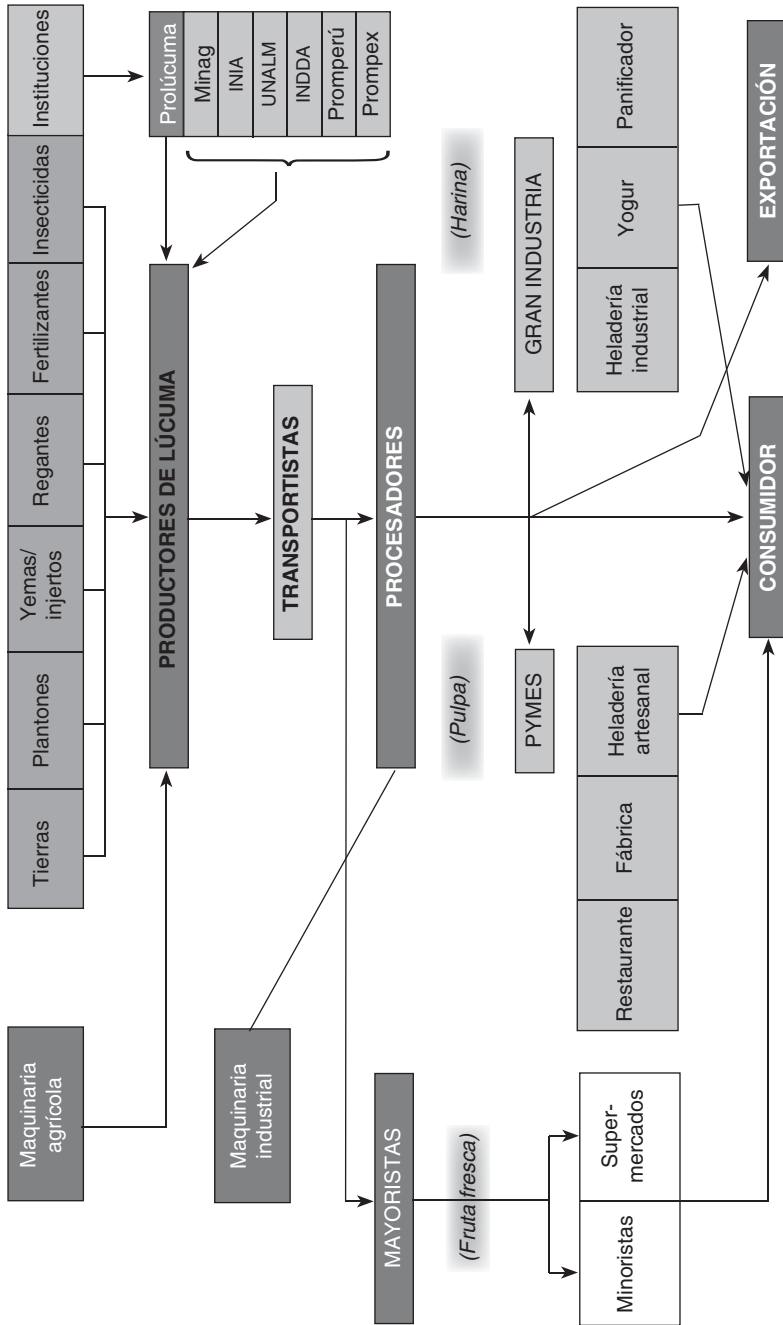 Maquinaria
agrícola
Tierras
Plantones
Yemas/
injertos
Regantes
Fertilizantes
Insecticidas
Instituciones
Prolúcuma
Minag
INIA
UNALM
INDDA
Promperú
Prompex
PRODUCTORES DE LÚCUMA
Maquinaria
industrial
TRANSPORTISTAS
MAYORISTAS
PROCESADORES
(Fruta fresca)
(Pulpa)
(Harina)
PYMES
GRAN INDUSTRIA
Minoristas
Super-
mercados
Restaurante
Fábrica
Heladería
artesanal
Heladería
industrial
Yogur
Panificador
CONSUMIDOR
EXPORTACIÓN